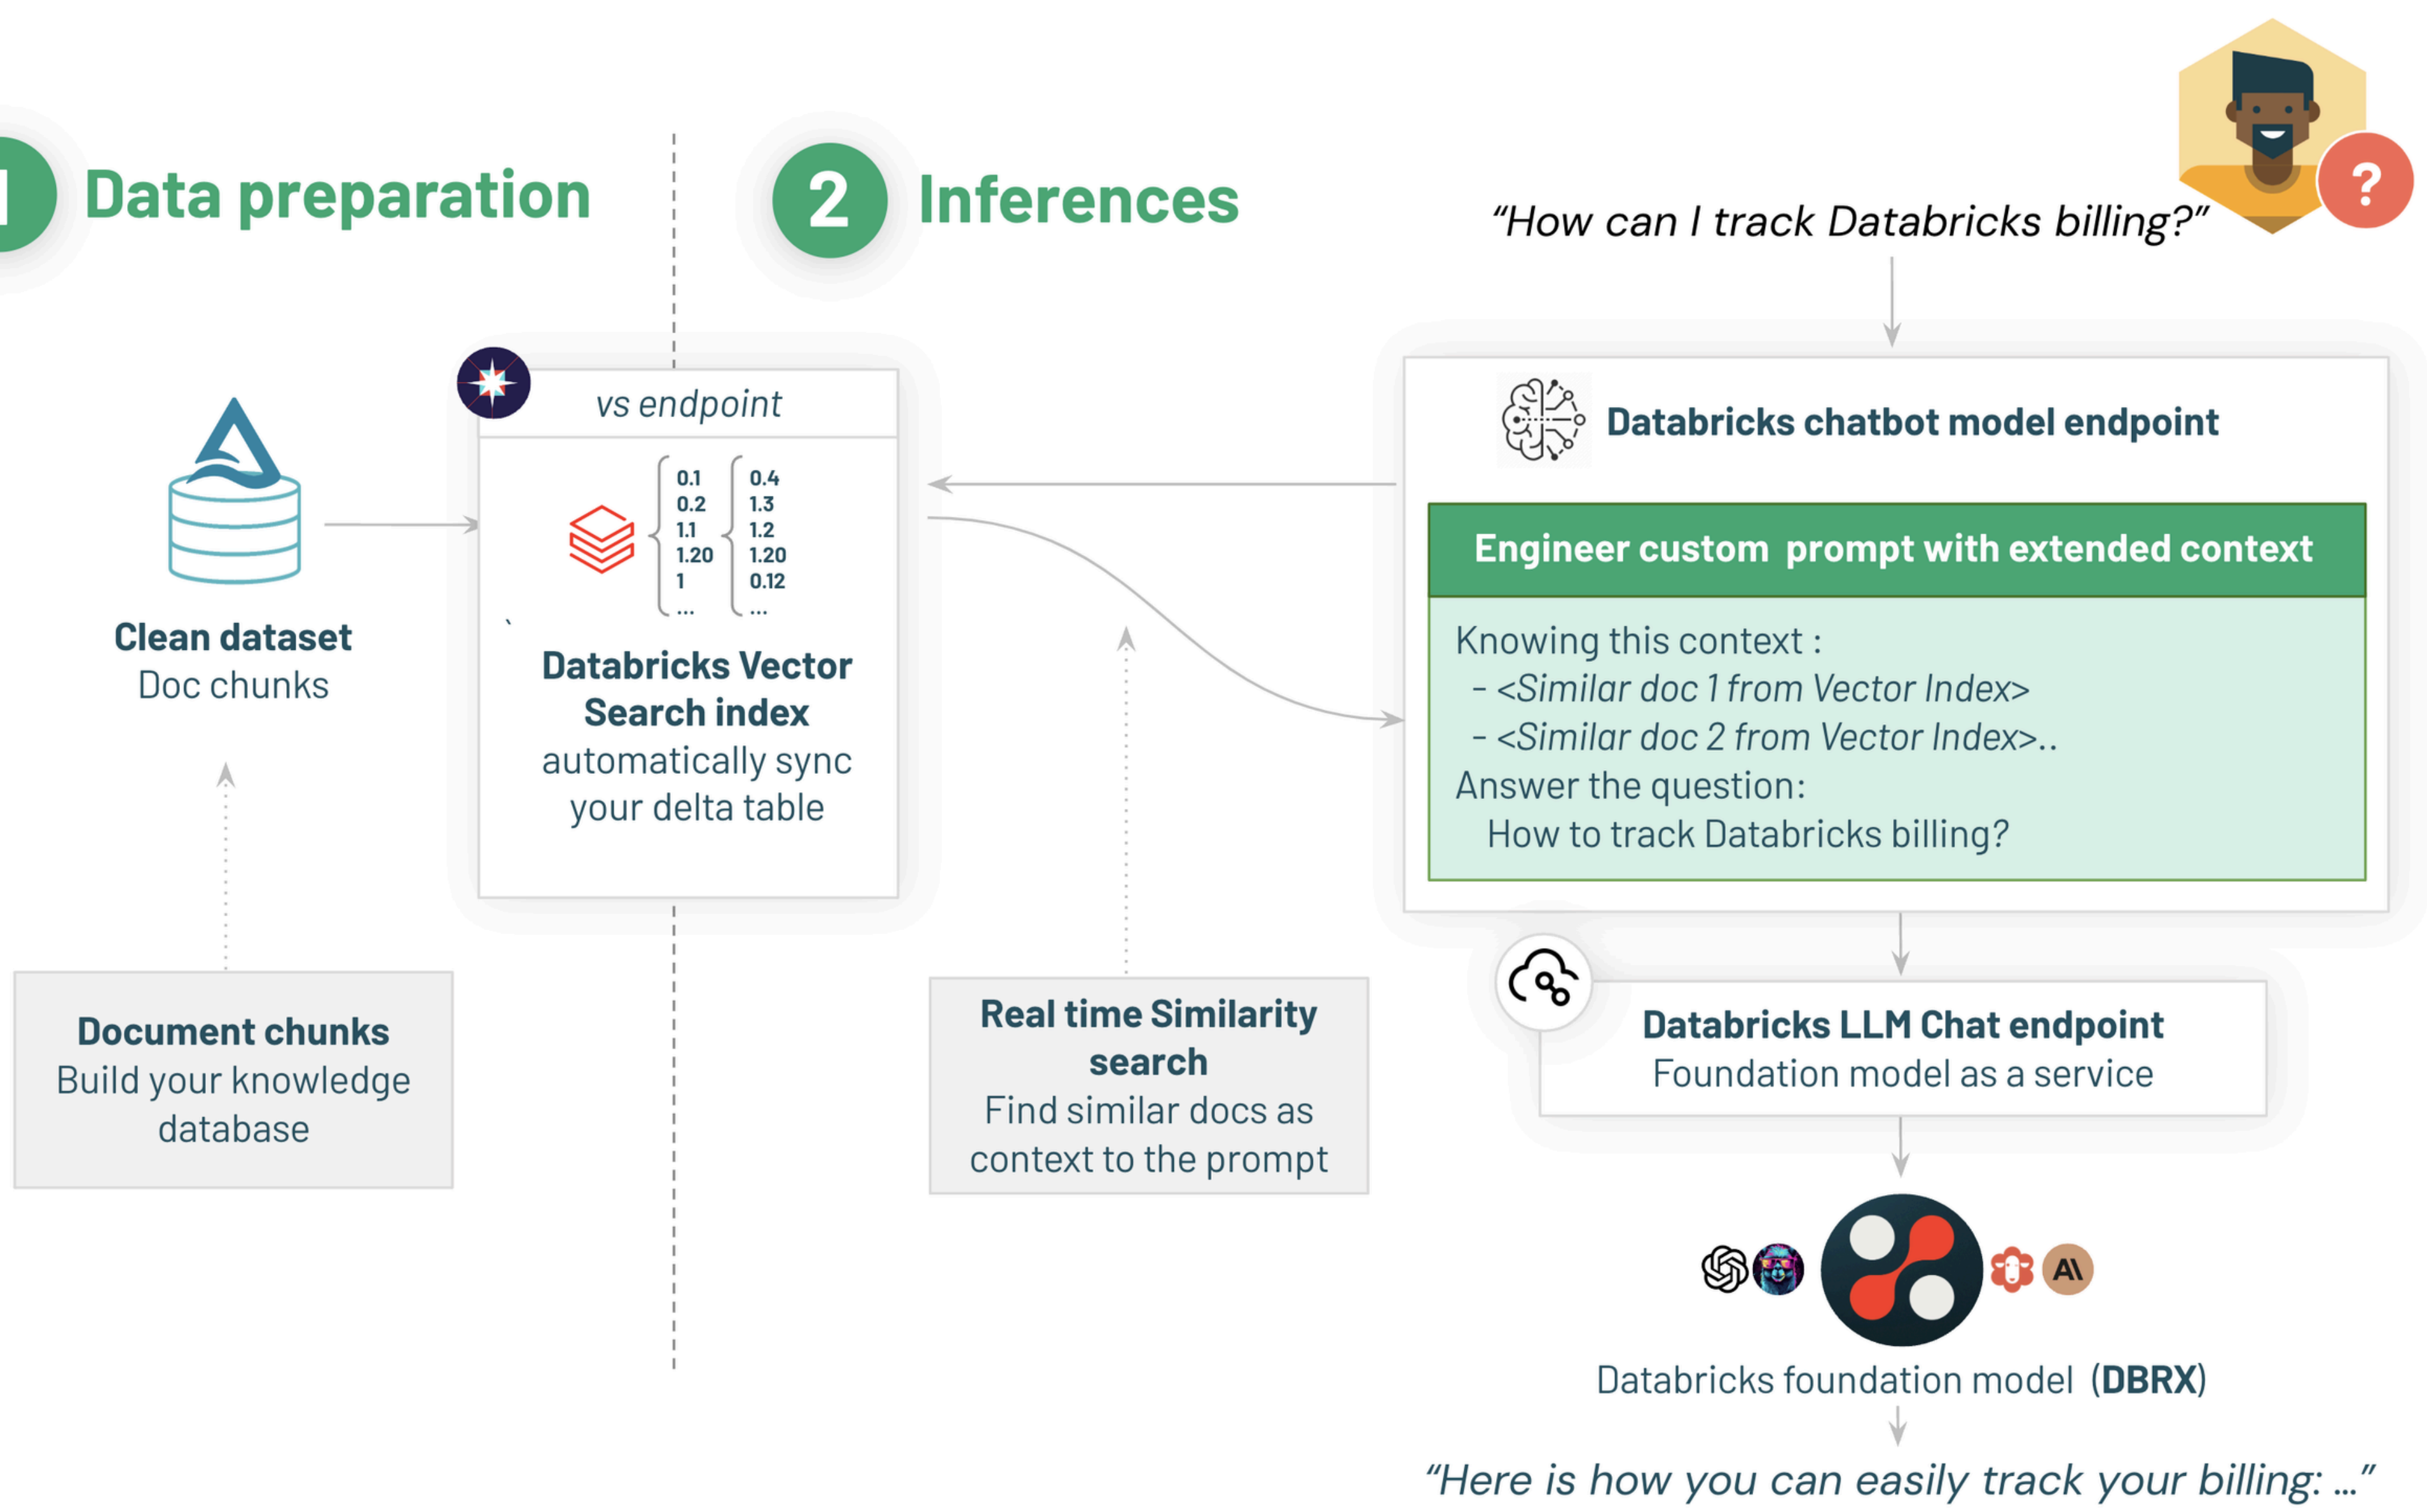 1 Data preparation
2 Inferences
“How can I track Databricks billing?”
?
vs endpoint
0.1 0.4
0.2 1.3
1.1 1.2
1.20 1.20
1 0.12
... ...
`
Databricks Vector
Search index
automatically sync
your delta table
Clean dataset
Doc chunks
Document chunks
Build your knowledge
database
Real time Similarity
search
Find similar docs as
context to the prompt
Databricks chatbot model endpoint
Engineer custom prompt with extended context
Knowing this context :
- <Similar doc 1 from Vector Index>
- <Similar doc 2 from Vector Index>..
Answer the question:
How to track Databricks billing?
Databricks LLM Chat endpoint
Foundation model as a service
A\
Databricks foundation model (DBRX)
“Here is how you can easily track your billing: ...”